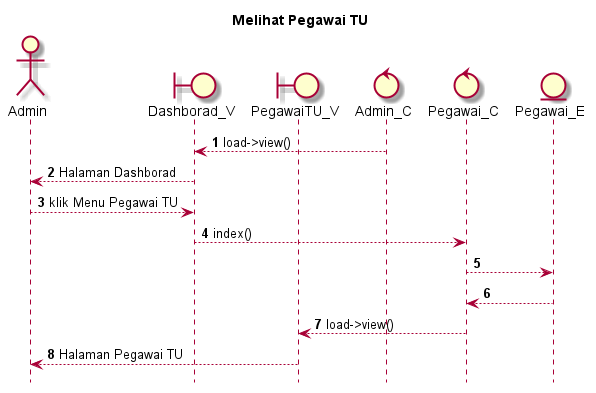 Melihat Pegawai TU
Admin
Dashborad_V
PegawaiTU_V
Admin_C
Pegawai_C
Pegawai_E
1 load->view()
2 Halaman Dashborad
3 klik Menu Pegawai TU
4 index()
5
6
7 load->view()
8 Halaman Pegawai TU